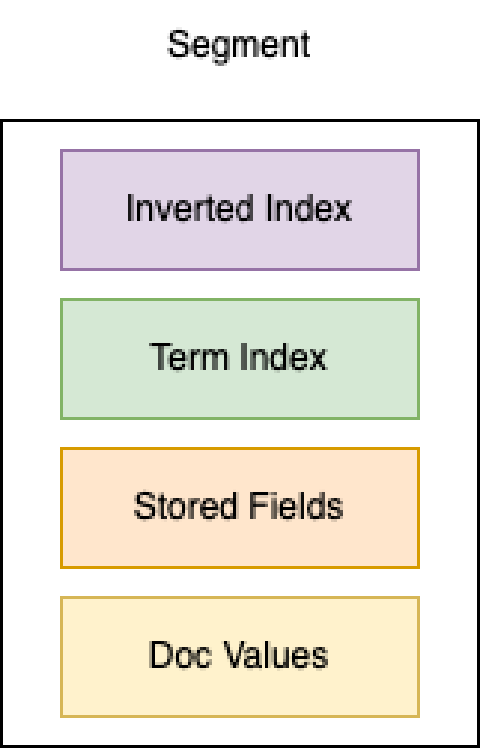 Segment
Inverted Index
Term Index
Stored Fields
Doc Values